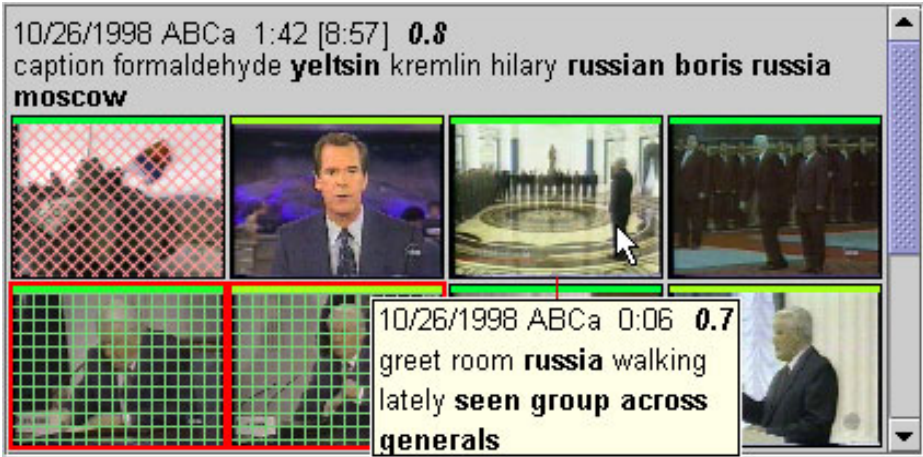 10/26/1998 ABCa 1:42 [8:57] 0.8
caption formaldehyde yeltsin kremlin hilary russian boris russia
moscow
10/26/1998 ABCa 0:06 0.7
greet room russia walking
lately seen group across
generals